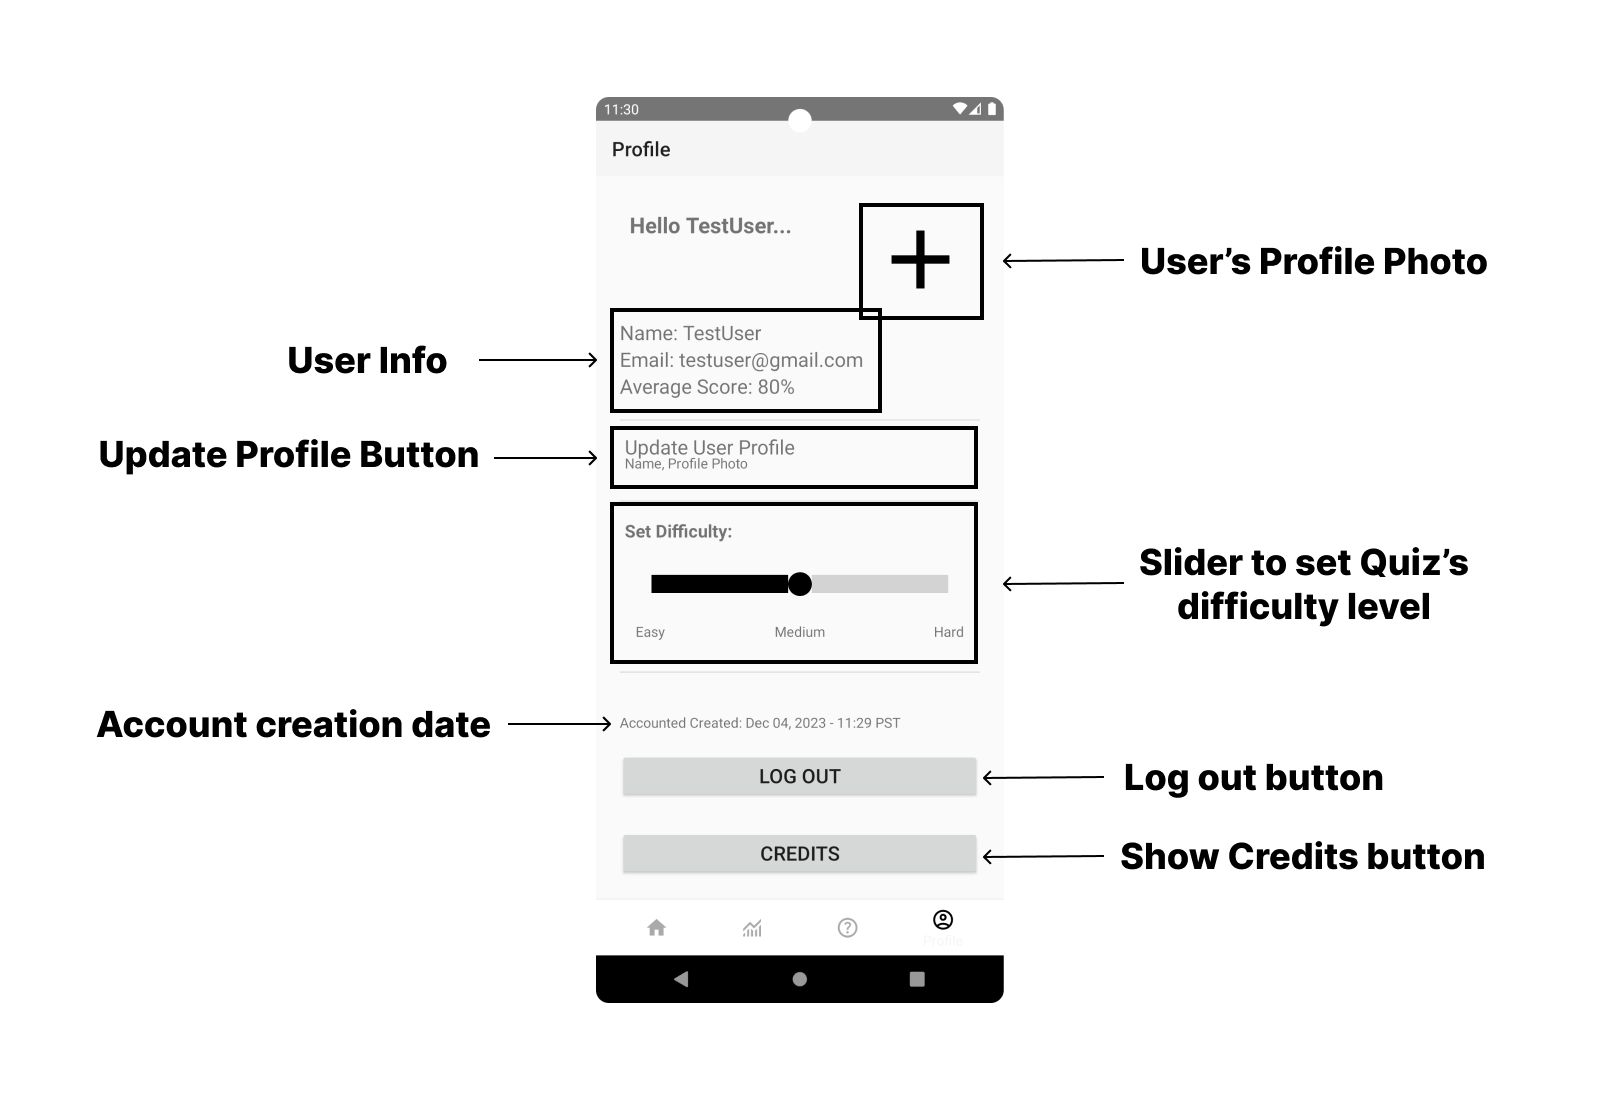 11:30
Profile
Hello TestUser...
User’s Profile Photo
Name: TestUser
Email: testuser@gmail.com
Average Score: 80%
User Info
Update Profile Button
Update User Profile
Name, Profile Photo
Set Difficulty:
Easy
Medium
Hard
Slider to set Quiz’s
difficulty level
Account creation date
Accounted Created: Dec 04, 2023 - 11:29 PST
LOG OUT
Log out button
CREDITS
Show Credits button
Profile